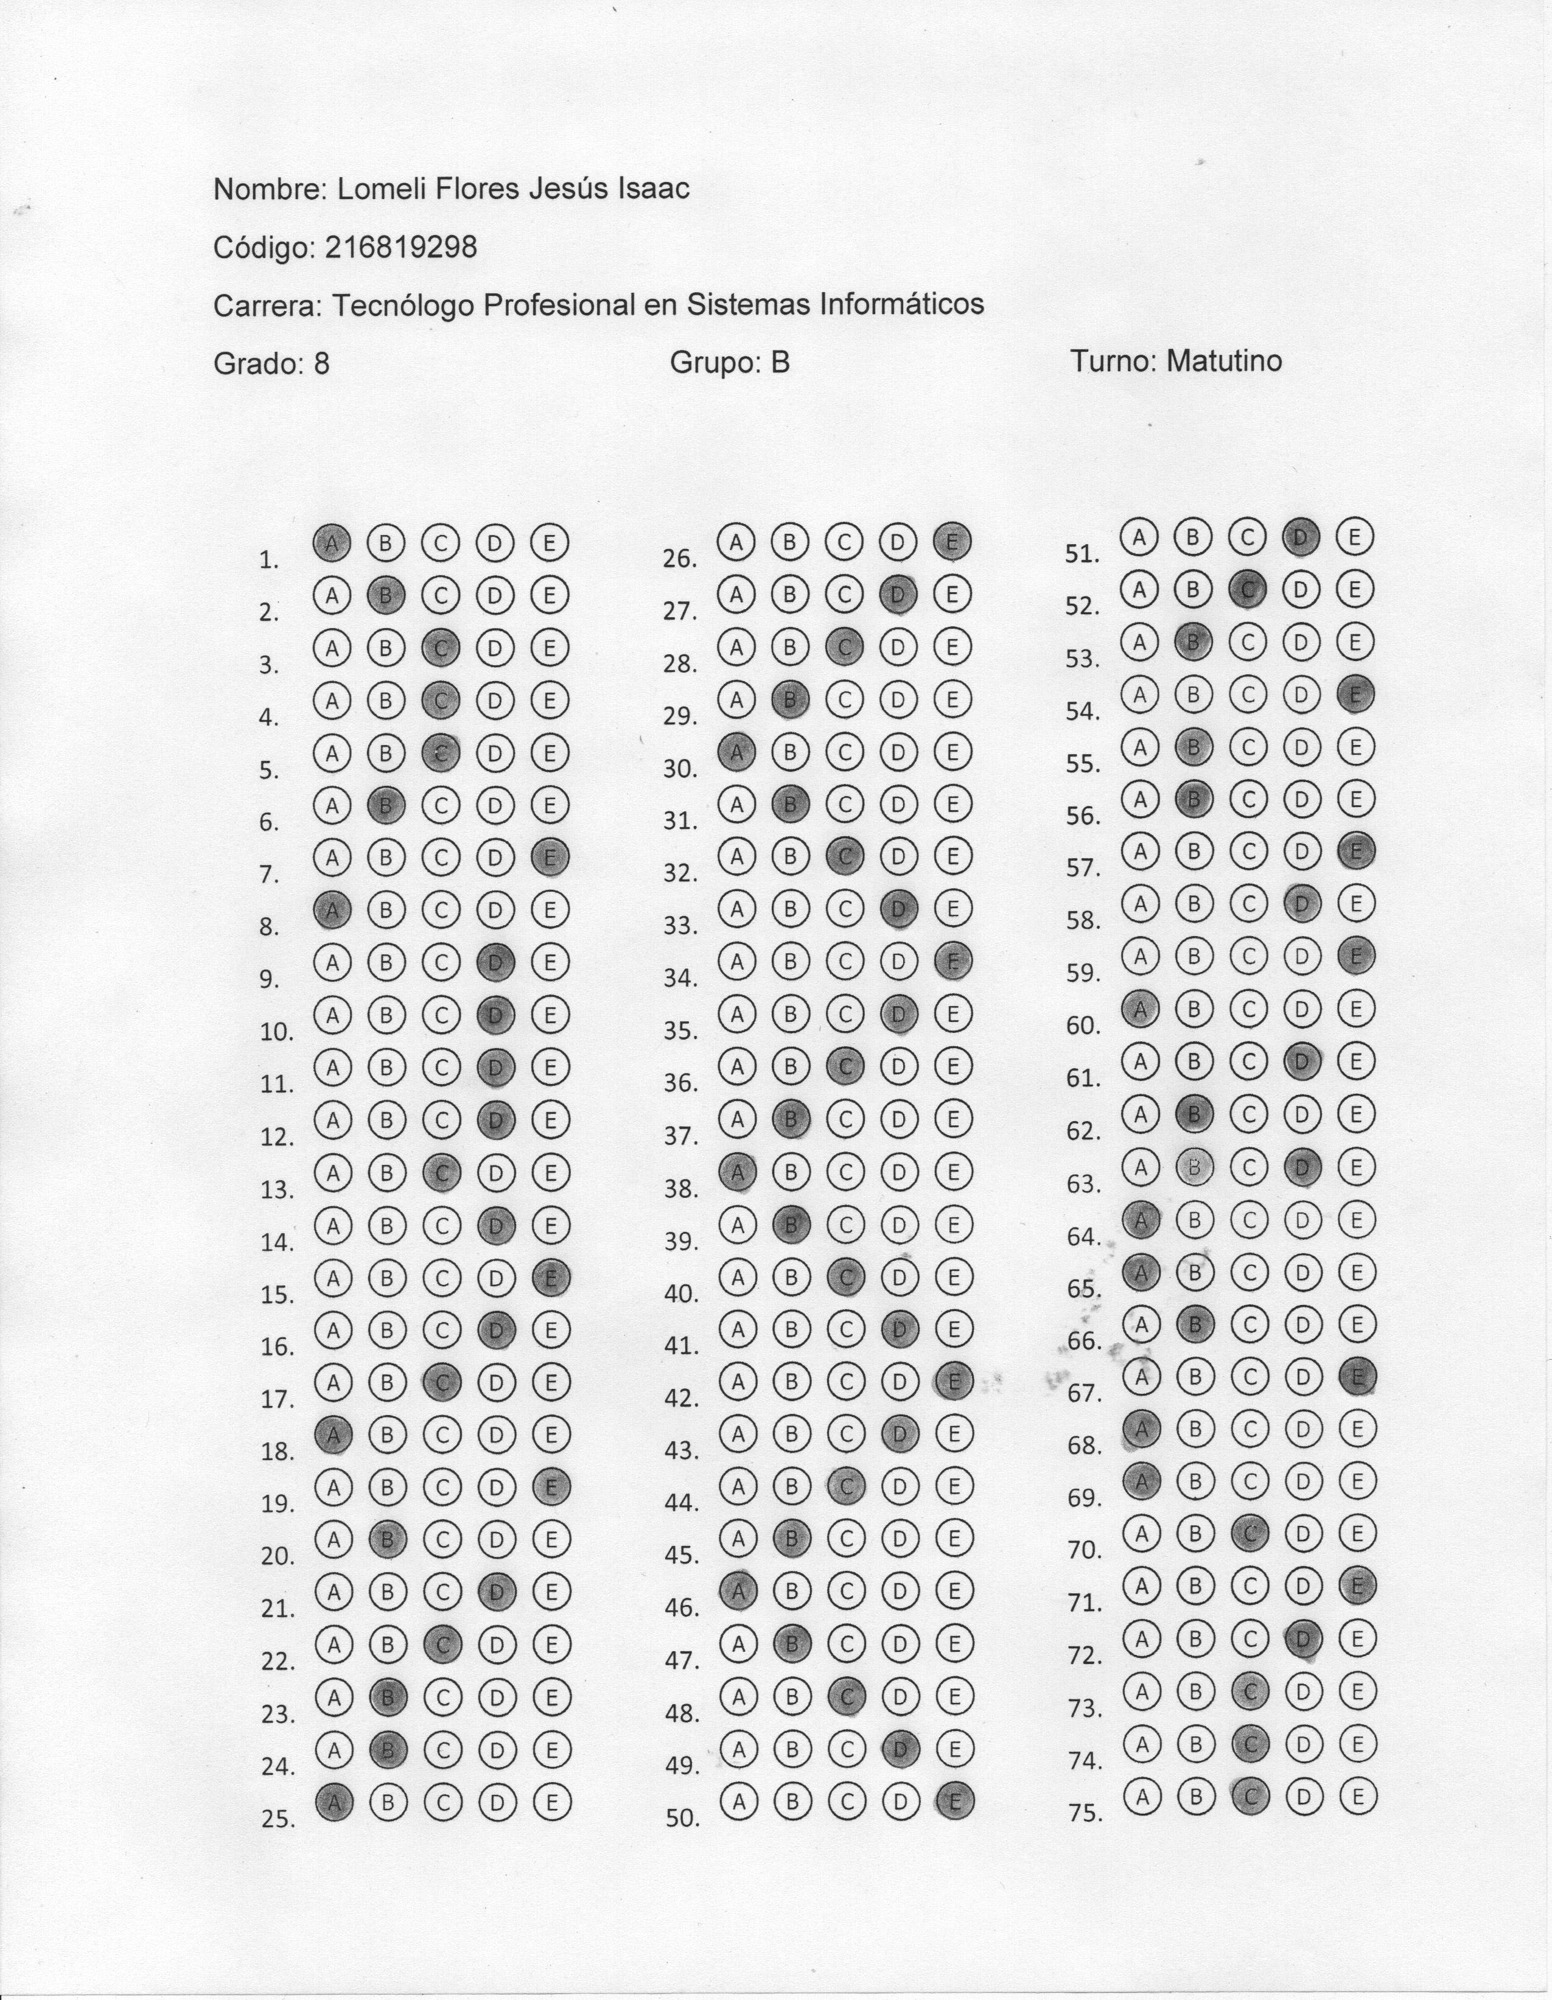 Nombre: Lomeli Flores Jesús Isaac
Código: 216819298
Carrera: Tecnólogo Profesional en Sistemas Informáticos
Grado: 8 Grupo: B Turno: Matutino
1. A B C D E 26. A B C D E 51. A B C D E
2. A B C D E 27. A B C D E 52. A B C D E
3. A B C D E 28. A B C D E 53. A B C D E
4. A B C D E 29. A B C D E 54. A B C D E
5. A B C D E 30. A B C D E 55. A B C D E
6. A B C D E 31. A B C D E 56. A B C D E
7. A B C D E 32. A B C D E 57. A B C D E
8. A B C D E 33. A B C D E 58. A B C D E
9. A B C D E 34. A B C D E 59. A B C D E
10. A B C D E 35. A B C D E 60. A B C D E
11. A B C D E 36. A B C D E 61. A B C D E
12. A B C D E 37. A B C D E 62. A B C D E
13. A B C D E 38. A B C D E 63. A B C D E
14. A B C D E 39. A B C D E 64. A B C D E
15. A B C D E 40. A B C D E 65. A B C D E
16. A B C D E 41. A B C D E 66. A B C D E
17. A B C D E 42. A B C D E 67. A B C D E
18. A B C D E 43. A B C D E 68. A B C D E
19. A B C D E 44. A B C D E 69. A B C D E
20. A B C D E 45. A B C D E 70. A B C D E
21. A B C D E 46. A B C D E 71. A B C D E
22. A B C D E 47. A B C D E 72. A B C D E
23. A B C D E 48. A B C D E 73. A B C D E
24. A B C D E 49. A B C D E 74. A B C D E
25. A B C D E 50. A B C D E 75. A B C D E